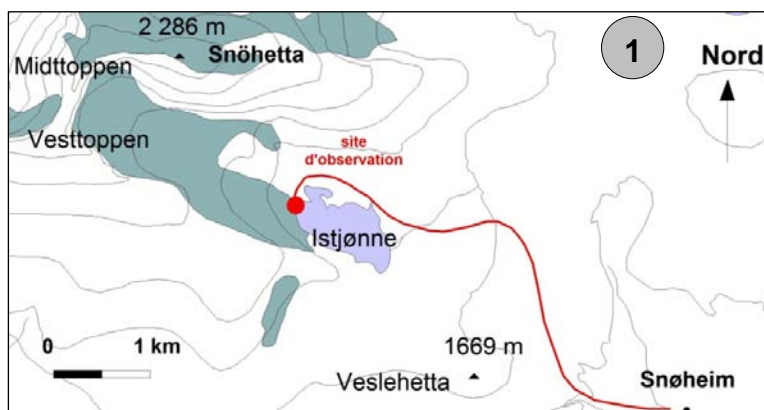 2 286 m
Snöhetta
1
Nord
Midttoppen
Vesttoppen
site
d'observation
Istjønne
0
1 km
1669 m
Veslehetta
Snøheim